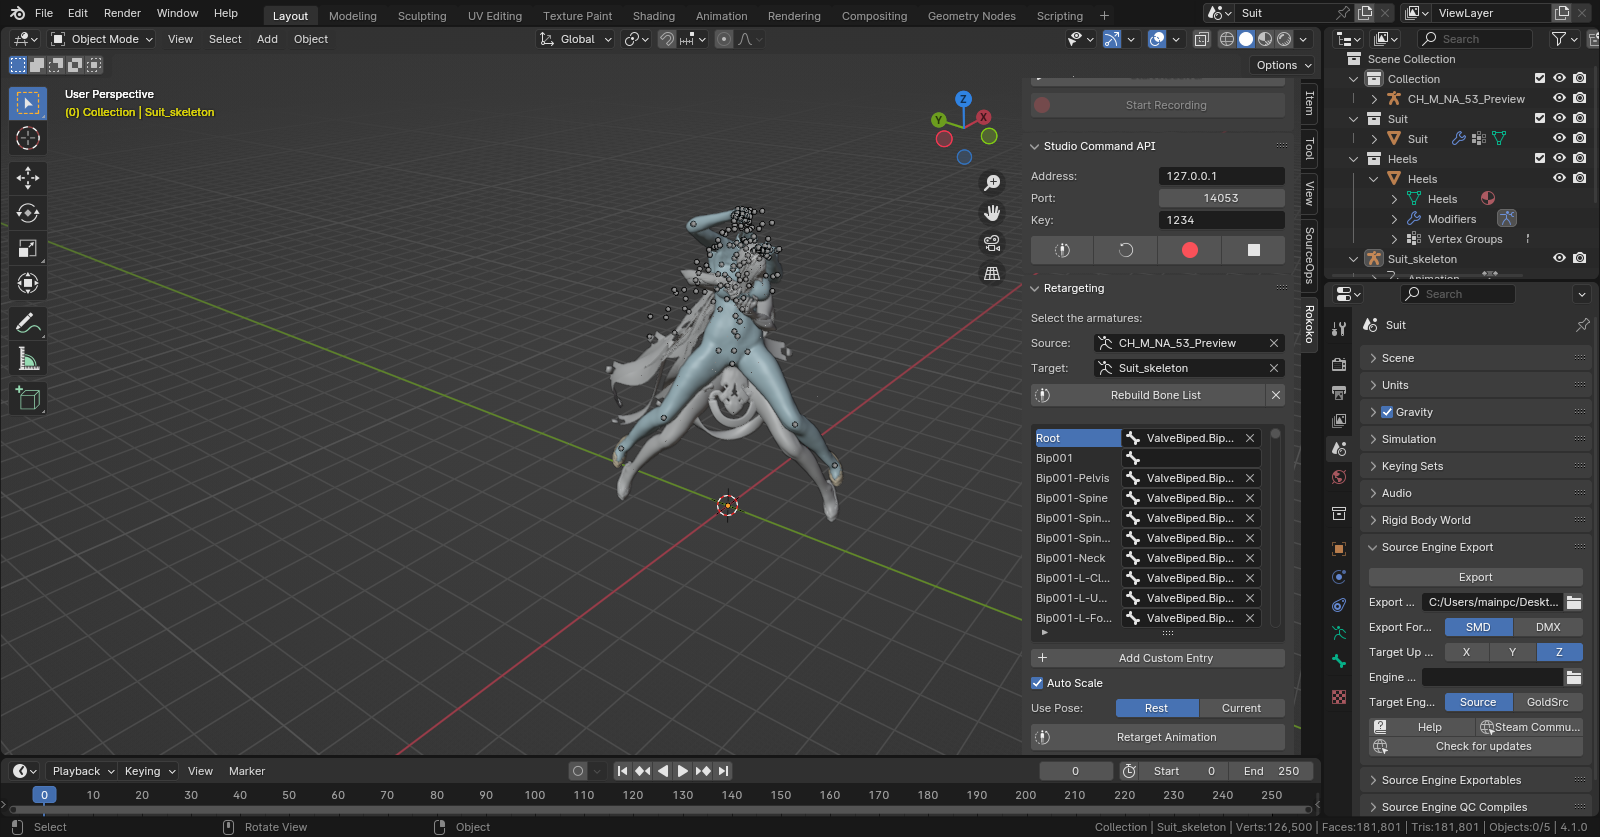 File Edit Render Window Help Layout Modeling Sculpting UV Editing Texture Paint Shading Animation Rendering Compositing Geometry Nodes Scripting + Suit ViewLayer
Object Mode View Select Add Object Global Search
Options
User Perspective
(0) Collection | Suit_skeleton
Z
Y
X
Start Recording
Studio Command API
Address: 127.0.0.1
Port: 14053
Key: 1234
Retargeting
Select the armatures:
Source: CH_M_NA_53_Preview
Target: Suit_skeleton
Rebuild Bone List
Root ValveBiped.Bip...
Bip001
Bip001-Pelvis ValveBiped.Bip...
Bip001-Spine ValveBiped.Bip...
Bip001-Spin... ValveBiped.Bip...
Bip001-Spin... ValveBiped.Bip...
Bip001-Neck ValveBiped.Bip...
Bip001-L-Cl... ValveBiped.Bip...
Bip001-L-U... ValveBiped.Bip...
Bip001-L-Fo... ValveBiped.Bip...
Add Custom Entry
Auto Scale
Use Pose: Rest Current
Retarget Animation
Item
Tool
View
SourceOps
Rokoko
Scene Collection
Collection
CH_M_NA_53_Preview
Suit
Suit
Heels
Heels
Heels
Modifiers
Vertex Groups
Suit_skeleton
Animation
Search
Suit
Scene
Units
Gravity
Simulation
Keying Sets
Audio
Rigid Body World
Source Engine Export
Export
Export ... C:/Users/mainpc/Deskt...
Export For... SMD DMX
Target Up ... X Y Z
Engine ...
Target Eng... Source GoldSrc
Help Steam Commu...
Check for updates
Source Engine Exportables
Source Engine QC Compiles
Playback Keying View Marker 0 Start 0 End 250
0 10 20 30 40 50 60 70 80 90 100 110 120 130 140 150 160 170 180 190 200 210 220 230 240 250
Select Rotate View Object Collection | Suit_skeleton | Verts:126,500 | Faces:181,801 | Tris:181,801 | Objects:0/5 | 4.1.0